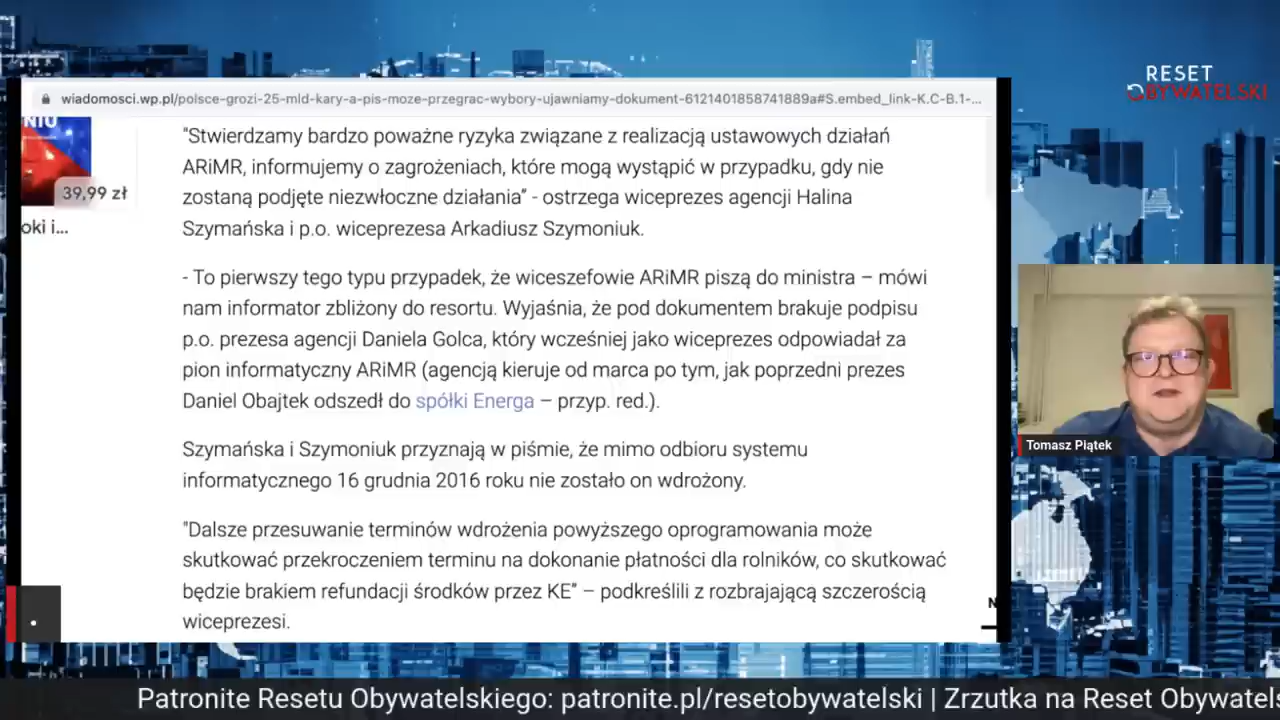 RESET
OBYWATELSKI
wiadomosci.wp.pl/polsce-grozi-25-mld-kary-a-pis-moze-przegrac-wybory-ujawniamy-dokument-6121401858741889a#S.embed_link-K.C-B.1-...
NIU
39,99 zł
oki i...
"Stwierdzamy bardzo poważne ryzyka związane z realizacją ustawowych działań
ARiMR, informujemy o zagrożeniach, które mogą wystąpić w przypadku, gdy nie
zostaną podjęte niezwłoczne działania” - ostrzega wiceprezes agencji Halina
Szymańska i p.o. wiceprezesa Arkadiusz Szymoniuk.
- To pierwszy tego typu przypadek, że wiceszefowie ARiMR piszą do ministra – mówi
nam informator zbliżony do resortu. Wyjaśnia, że pod dokumentem brakuje podpisu
p.o. prezesa agencji Daniela Golca, który wcześniej jako wiceprezes odpowiadał za
pion informatyczny ARiMR (agencją kieruje od marca po tym, jak poprzedni prezes
Daniel Obajtek odszedł do spółki Energa – przyp. red.).
Szymańska i Szymoniuk przyznają w piśmie, że mimo odbioru systemu
informatycznego 16 grudnia 2016 roku nie zostało on wdrożony.
"Dalsze przesuwanie terminów wdrożenia powyższego oprogramowania może
skutkować przekroczeniem terminu na dokonanie płatności dla rolników, co skutkować
będzie brakiem refundacji środków przez KE” – podkreślili z rozbrajającą szczerością
wiceprezesi.
N
Tomasz Piątek
Patronite Resetu Obywatelskiego: patronite.pl/resetobywatelski | Zrzutka na Reset Obywatels